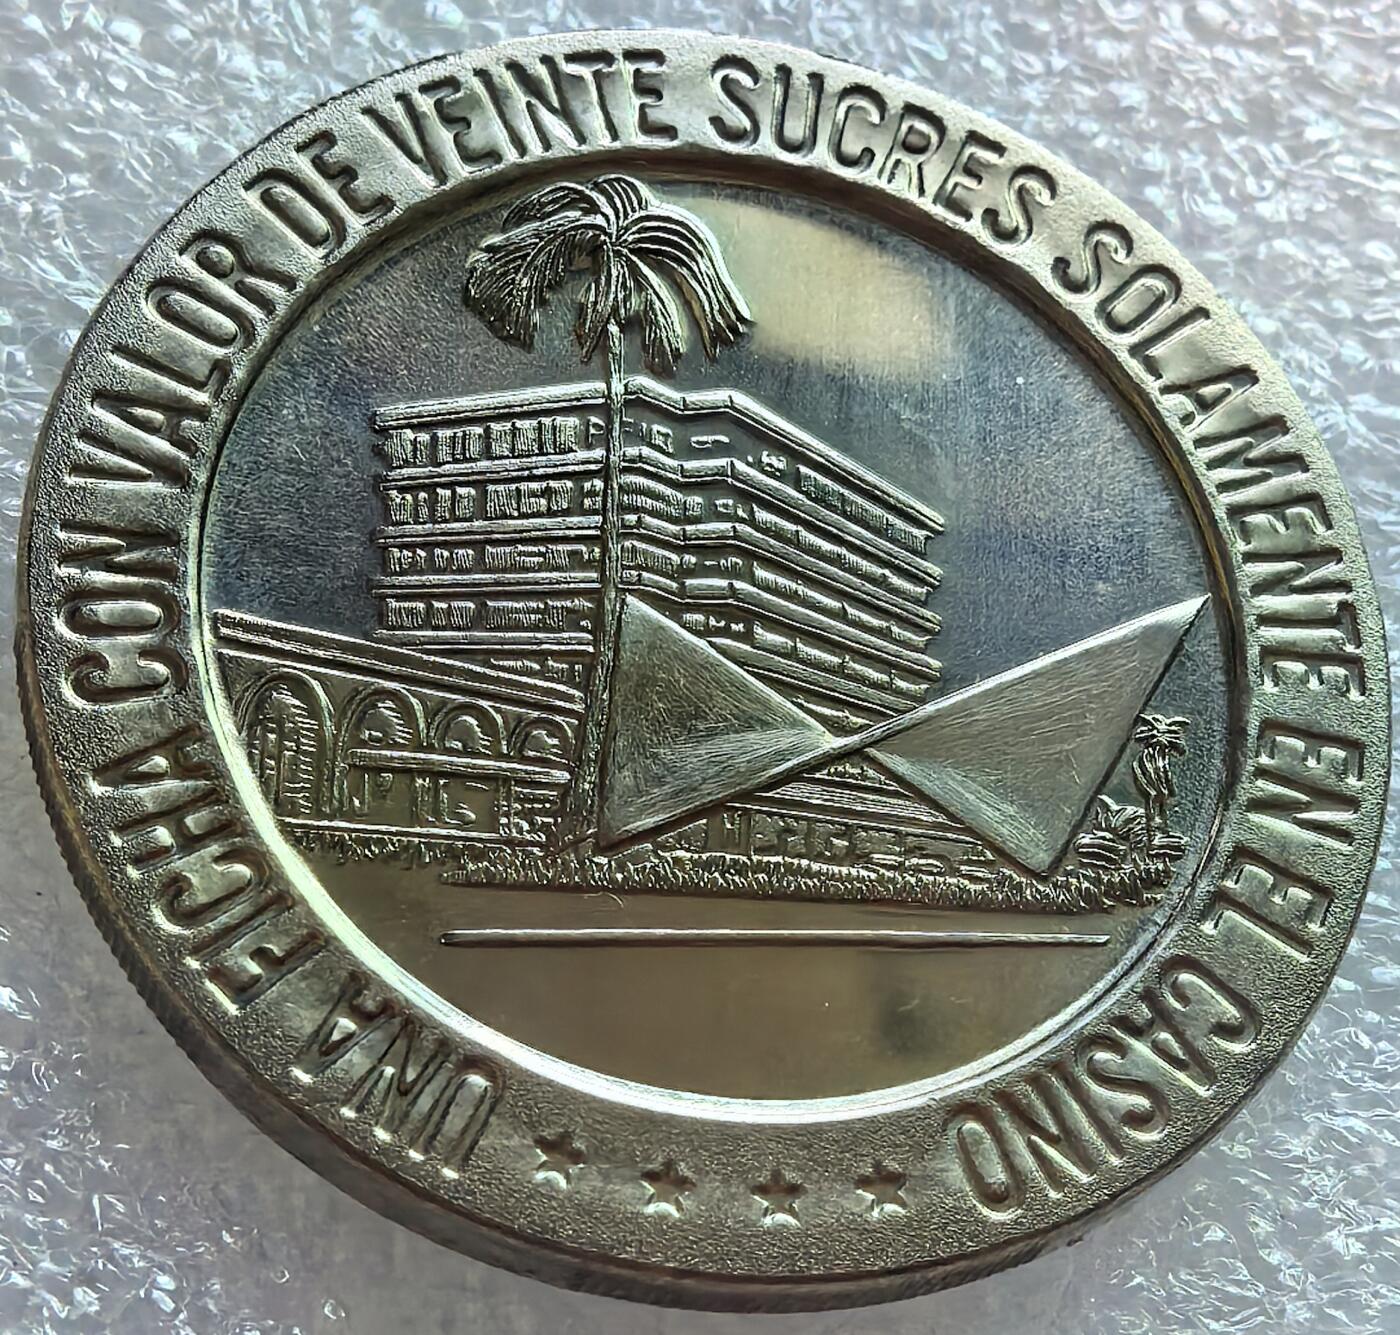 UNA FICHA CON VALOR DE VEINTE SUCRES SOLAMENTE EN EL CASINO